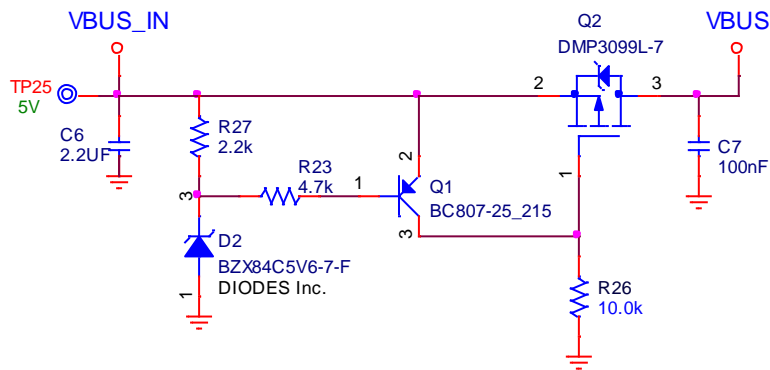 VBUS_IN
Q2
DMP3099L-7
VBUS
TP25
5V
2
3
C6
2.2UF
R27
2.2k
R23
4.7k
3
1
2
Q1
BC807-25_215
3
1
C7
100nF
D2
BZX84C5V6-7-F
DIODES Inc.
1
R26
10.0k